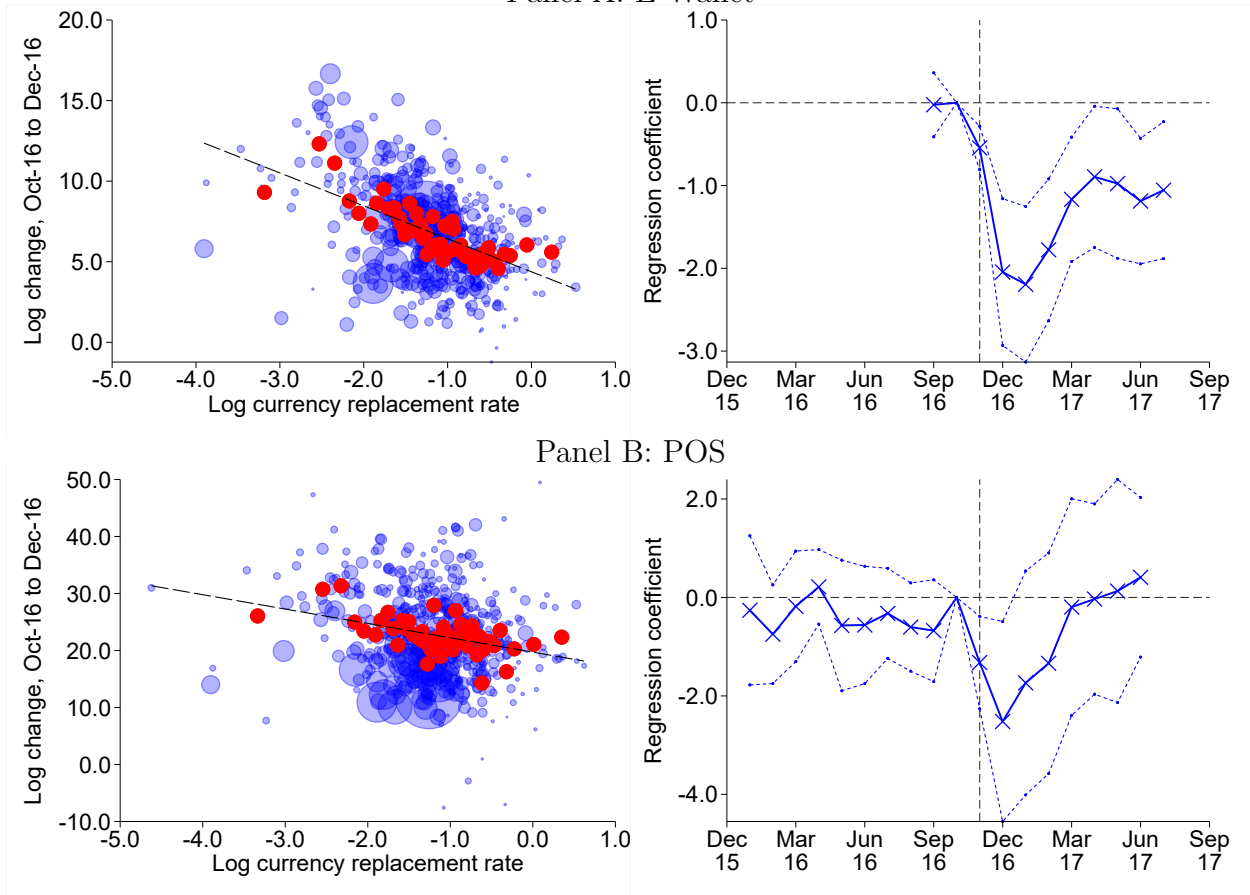 Panel A: E-Wallet
20.0
15.0
10.0
5.0
0.0
Log change, Oct-16 to Dec-16
-5.0 -4.0 -3.0 -2.0 -1.0 0.0 1.0
Log currency replacement rate
1.0
0.0
-1.0
-2.0
-3.0
Regression coefficient
Dec Mar Jun Sep Dec Mar Jun Sep
15 16 16 16 16 17 17 17
Panel B: POS
50.0
40.0
30.0
20.0
10.0
0.0
-10.0
Log change, Oct-16 to Dec-16
-5.0 -4.0 -3.0 -2.0 -1.0 0.0 1.0
Log currency replacement rate
2.0
0.0
-2.0
-4.0
Regression coefficient
Dec Mar Jun Sep Dec Mar Jun Sep
15 16 16 16 16 17 17 17